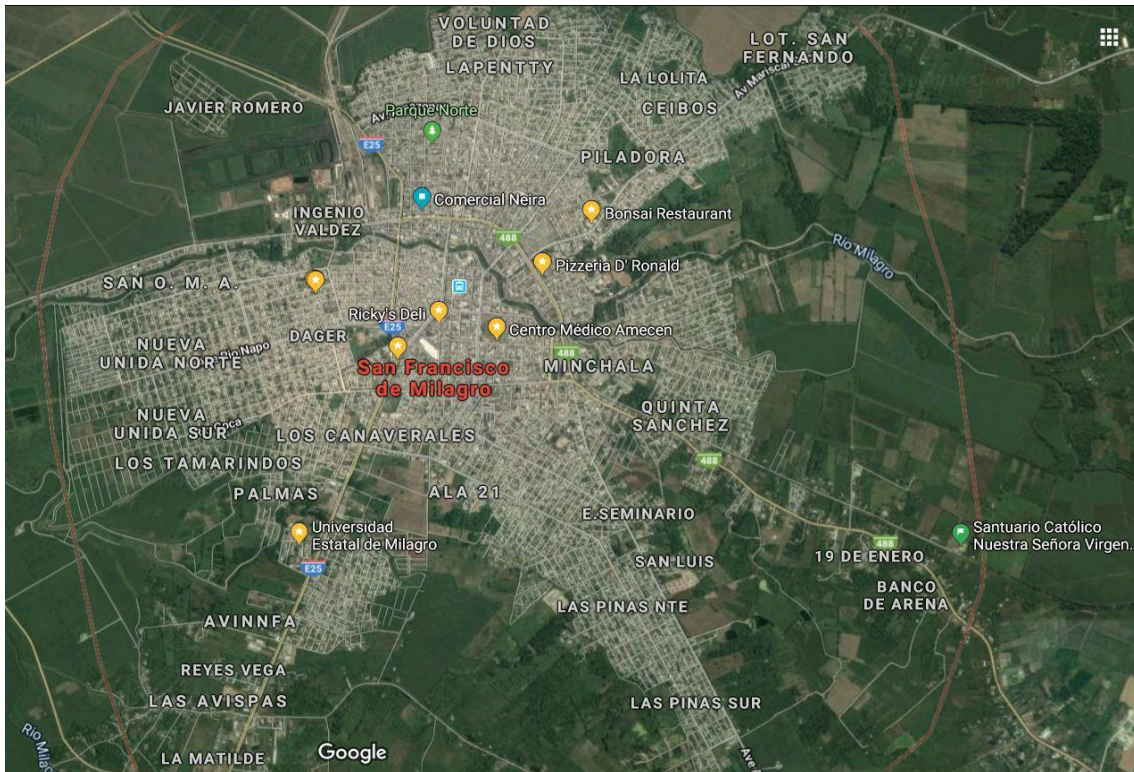 VOLUNTAD
DE DIOS
LAPENTTY
LOT. SAN
FERNANDO
LA LOLITA
CEIBOS
Av Mariscal
JAVIER ROMERO
Parque Norte
E25
PILADORA
Comercial Neira
Bonsai Restaurant
INGENIO
VALDEZ
488
Rio Milagro
Pizzeria D' Ronald
SAN O. M. A.
Ricky's Deli
E25
Centro Médico Amecen
DAGER
NUEVA
UNIDA NORTE
Rio Napo
488
MINCHALA
San Francisco
de Milagro
QUINTA
SANCHEZ
NUEVA
UNIDA SUR
Coca
LOS CANAVERALES
LOS TAMARINDOS
488
PALMAS
ALA 21
E.SEMINARIO
Universidad
Estatal de Milagro
Santuario Católico
Nuestra Señora Virgen.
488
19 DE ENERO
E25
SAN LUIS
BANCO
DE ARENA
LAS PINAS NTE
AVINNFA
REYES VEGA
LAS AVISPAS
LAS PINAS SUR
Rio Mila
LA MATILDE
Google
Ave